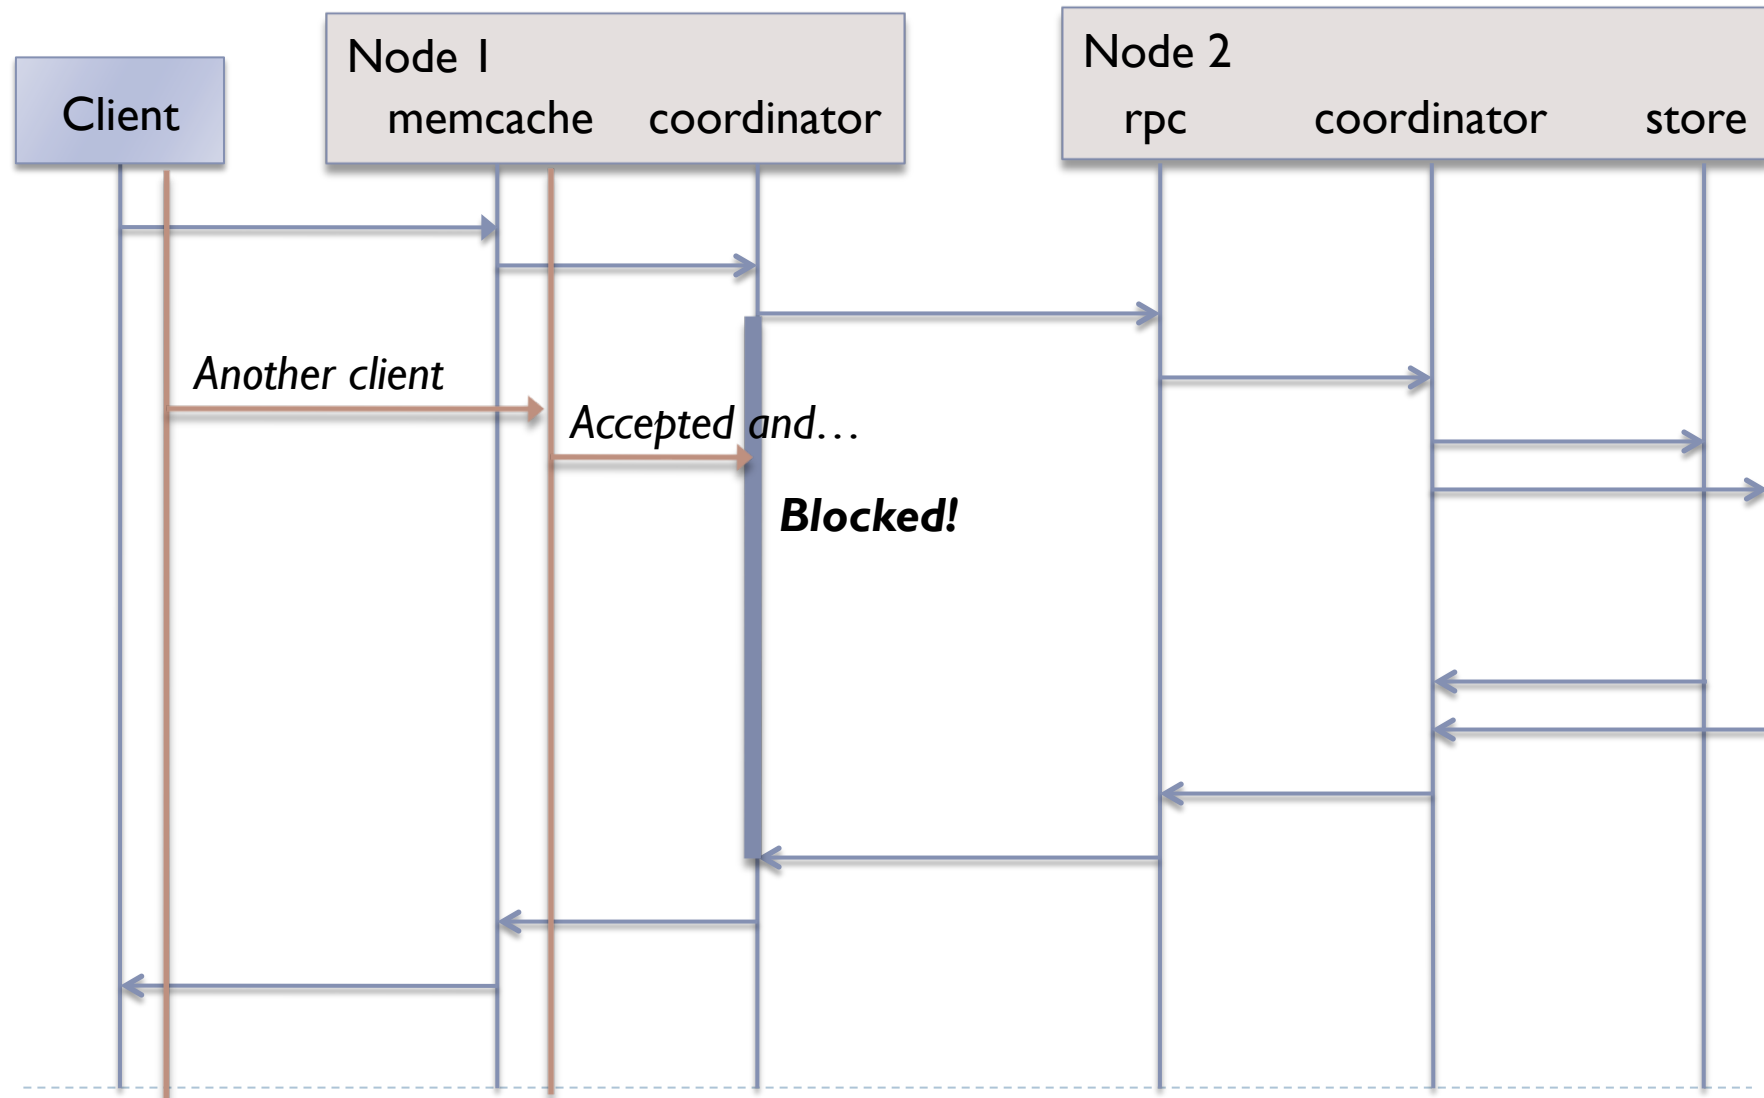 Client
Node 1
memcache coordinator
Node 2
rpc coordinator store
Another client
Accepted and…
Blocked!